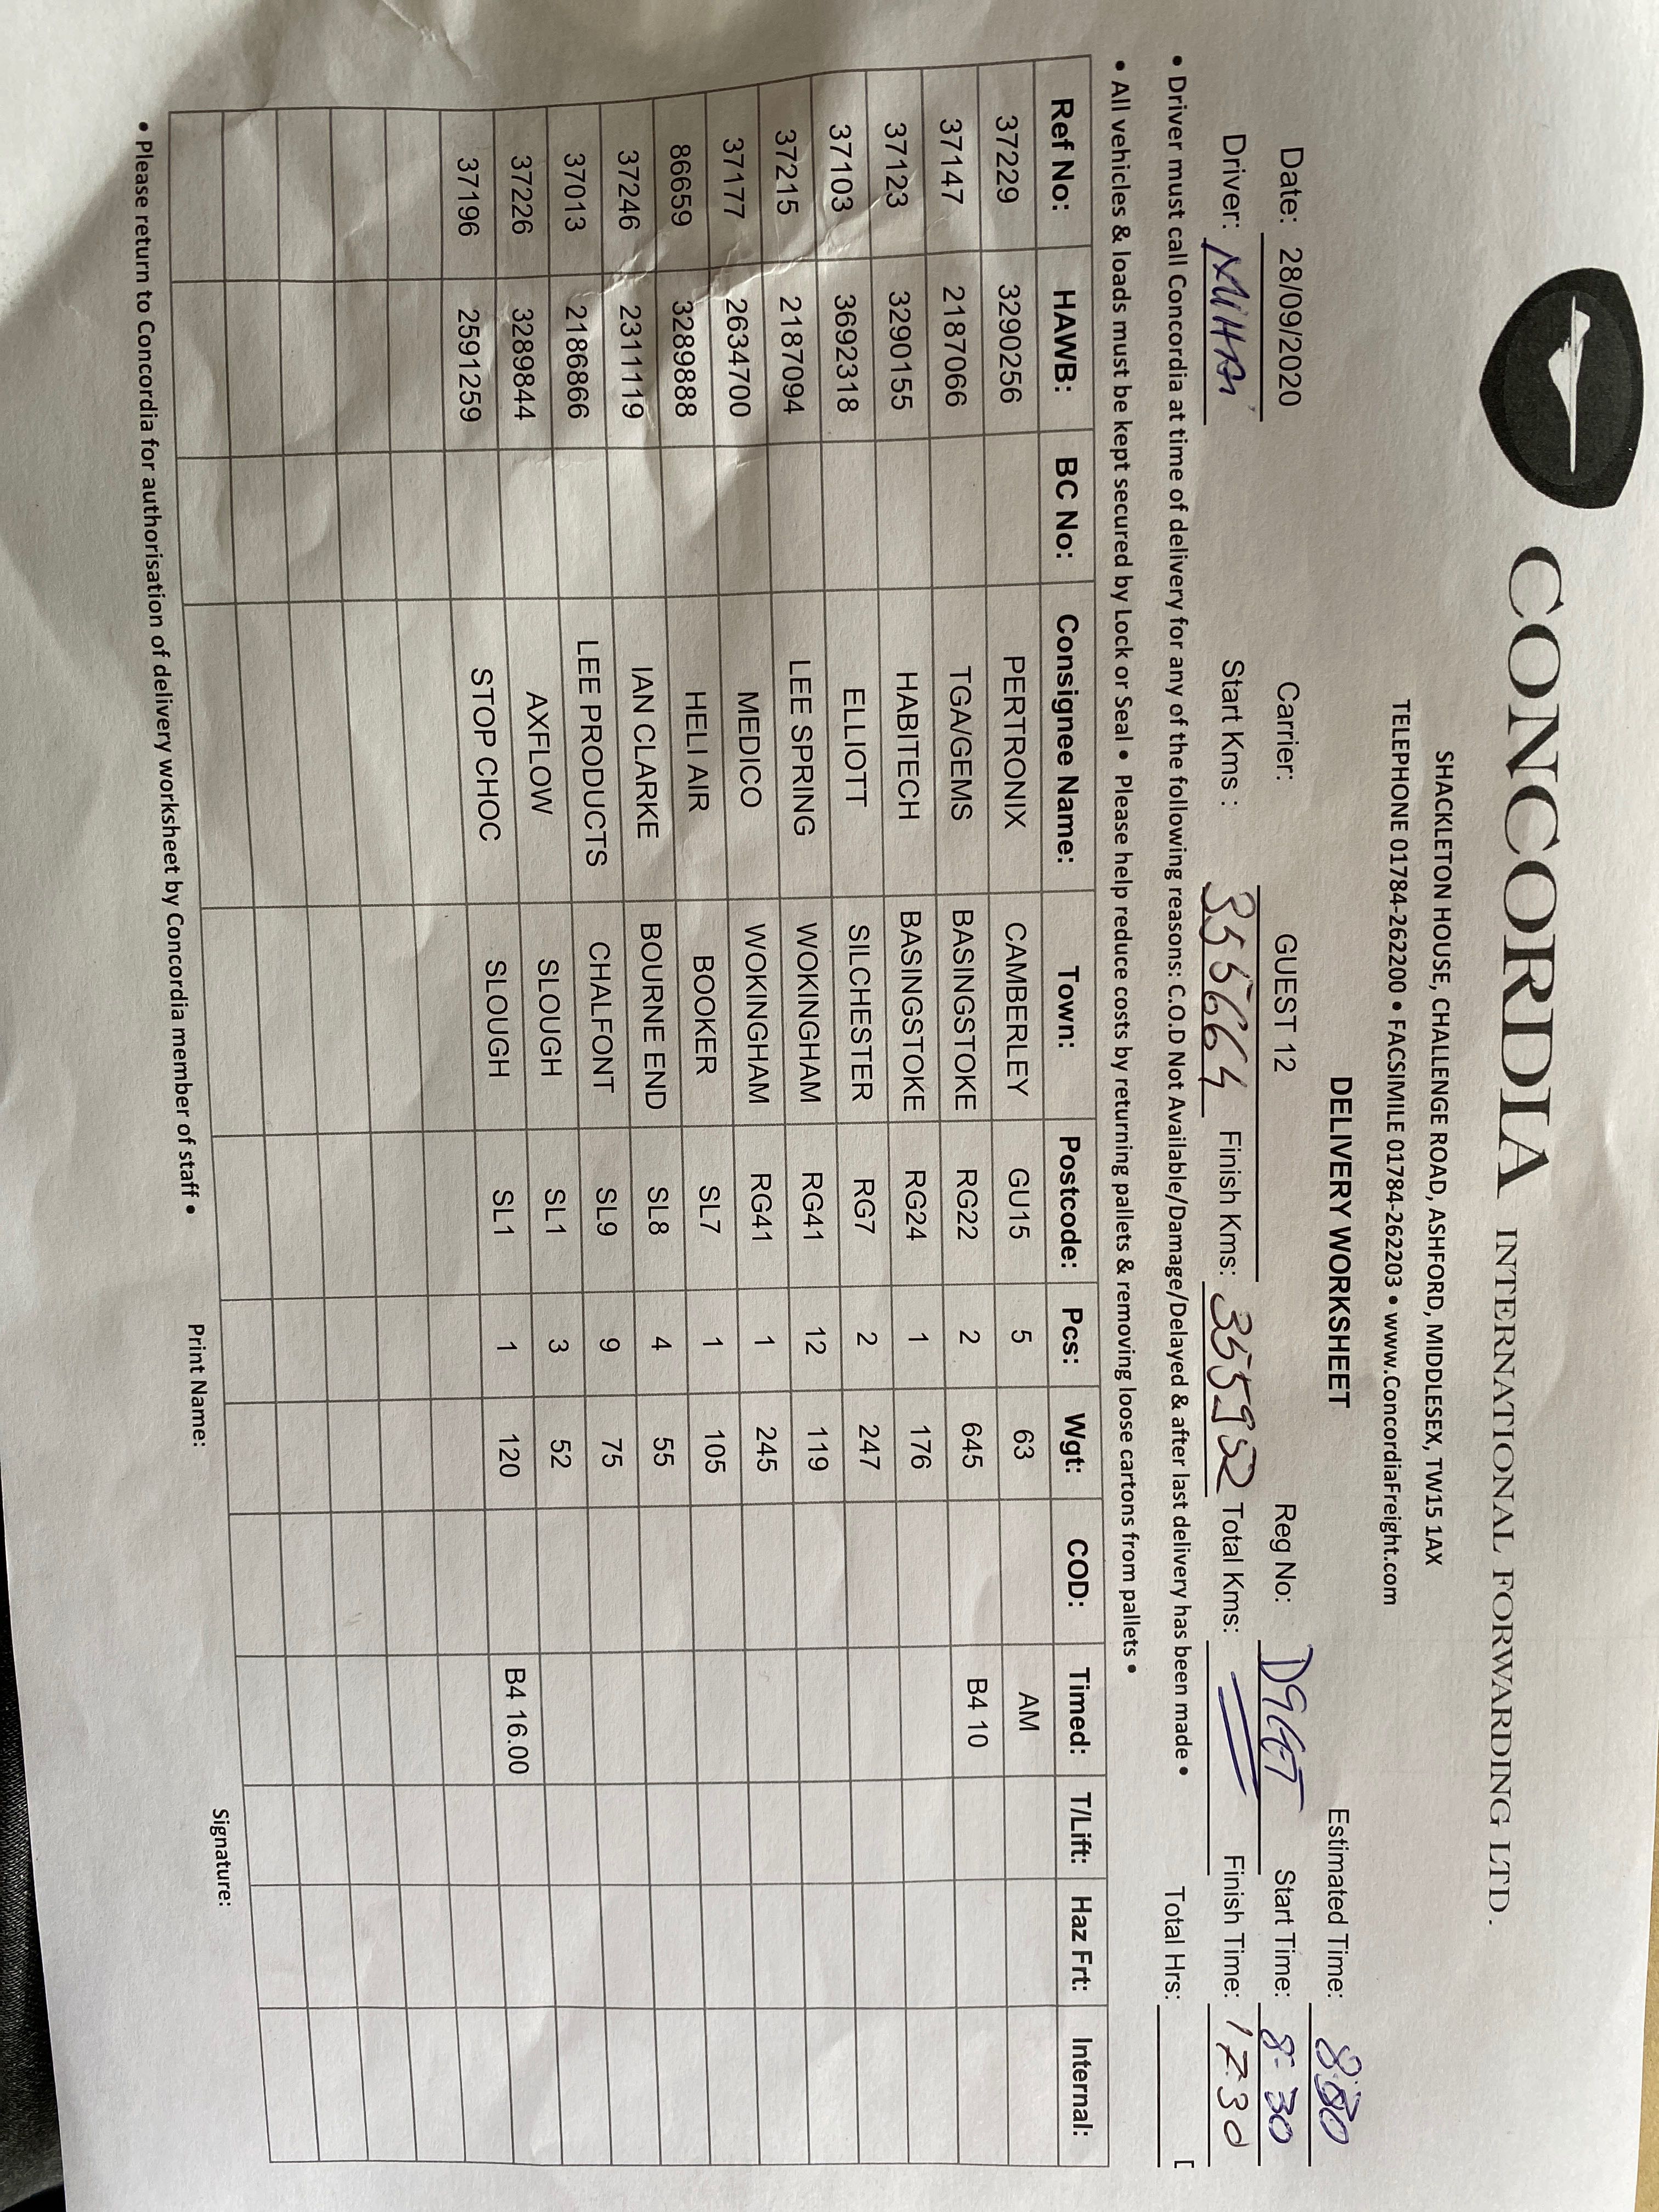 CONCORDIA INTERNATIONAL FORWARDING LTD.
SHACKLETON HOUSE, CHALLENGE ROAD, ASHFORD, MIDDLESEX, TW15 1AX
TELEPHONE 01784-262200 • FACSIMILE 01784-262203 • www.ConcordiaFreight.com
DELIVERY WORKSHEET Estimated Time:
Date: 28/09/2020 Carrier: GUEST 12 Reg No: Start Time: 8:30
Driver: Start Kms : 355664 Finish Kms: Total Kms: Finish Time: 1730
• Driver must call Concordia at time of delivery for any of the following reasons: C.O.D Not Available/Damage/Delayed & after last delivery has been made • Total Hrs: [
• All vehicles & loads must be kept secured by Lock or Seal • Please help reduce costs by returning pallets & removing loose cartons from pallets •
Ref No: HAWB: BC No: Consignee Name: Town: Postcode: Pcs: Wgt: COD: Timed: T/Lift: Haz Frt: Internal:
37229 3290256 PERTRONIX CAMBERLEY GU15 5 63 AM
37147 2187066 TGA/GEMS BASINGSTOKE RG22 2 645 B4 10
37123 3290155 HABITECH BASINGSTOKE RG24 1 176
37103 3692318 ELLIOTT SILCHESTER RG7 2 247
37215 2187094 LEE SPRING WOKINGHAM RG41 12 119
37177 2634700 MEDICO WOKINGHAM RG41 1 245
86659 3289888 HELI AIR BOOKER SL7 1 105
37246 2311119 IAN CLARKE BOURNE END SL8 4 55
37013 2186866 LEE PRODUCTS CHALFONT SL9 9 75
37226 3289844 AXFLOW SLOUGH SL1 3 52
37196 2591259 STOP CHOC SLOUGH SL1 1 120 B4 16.00
• Please return to Concordia for authorisation of delivery worksheet by Concordia member of staff • Print Name: Signature: